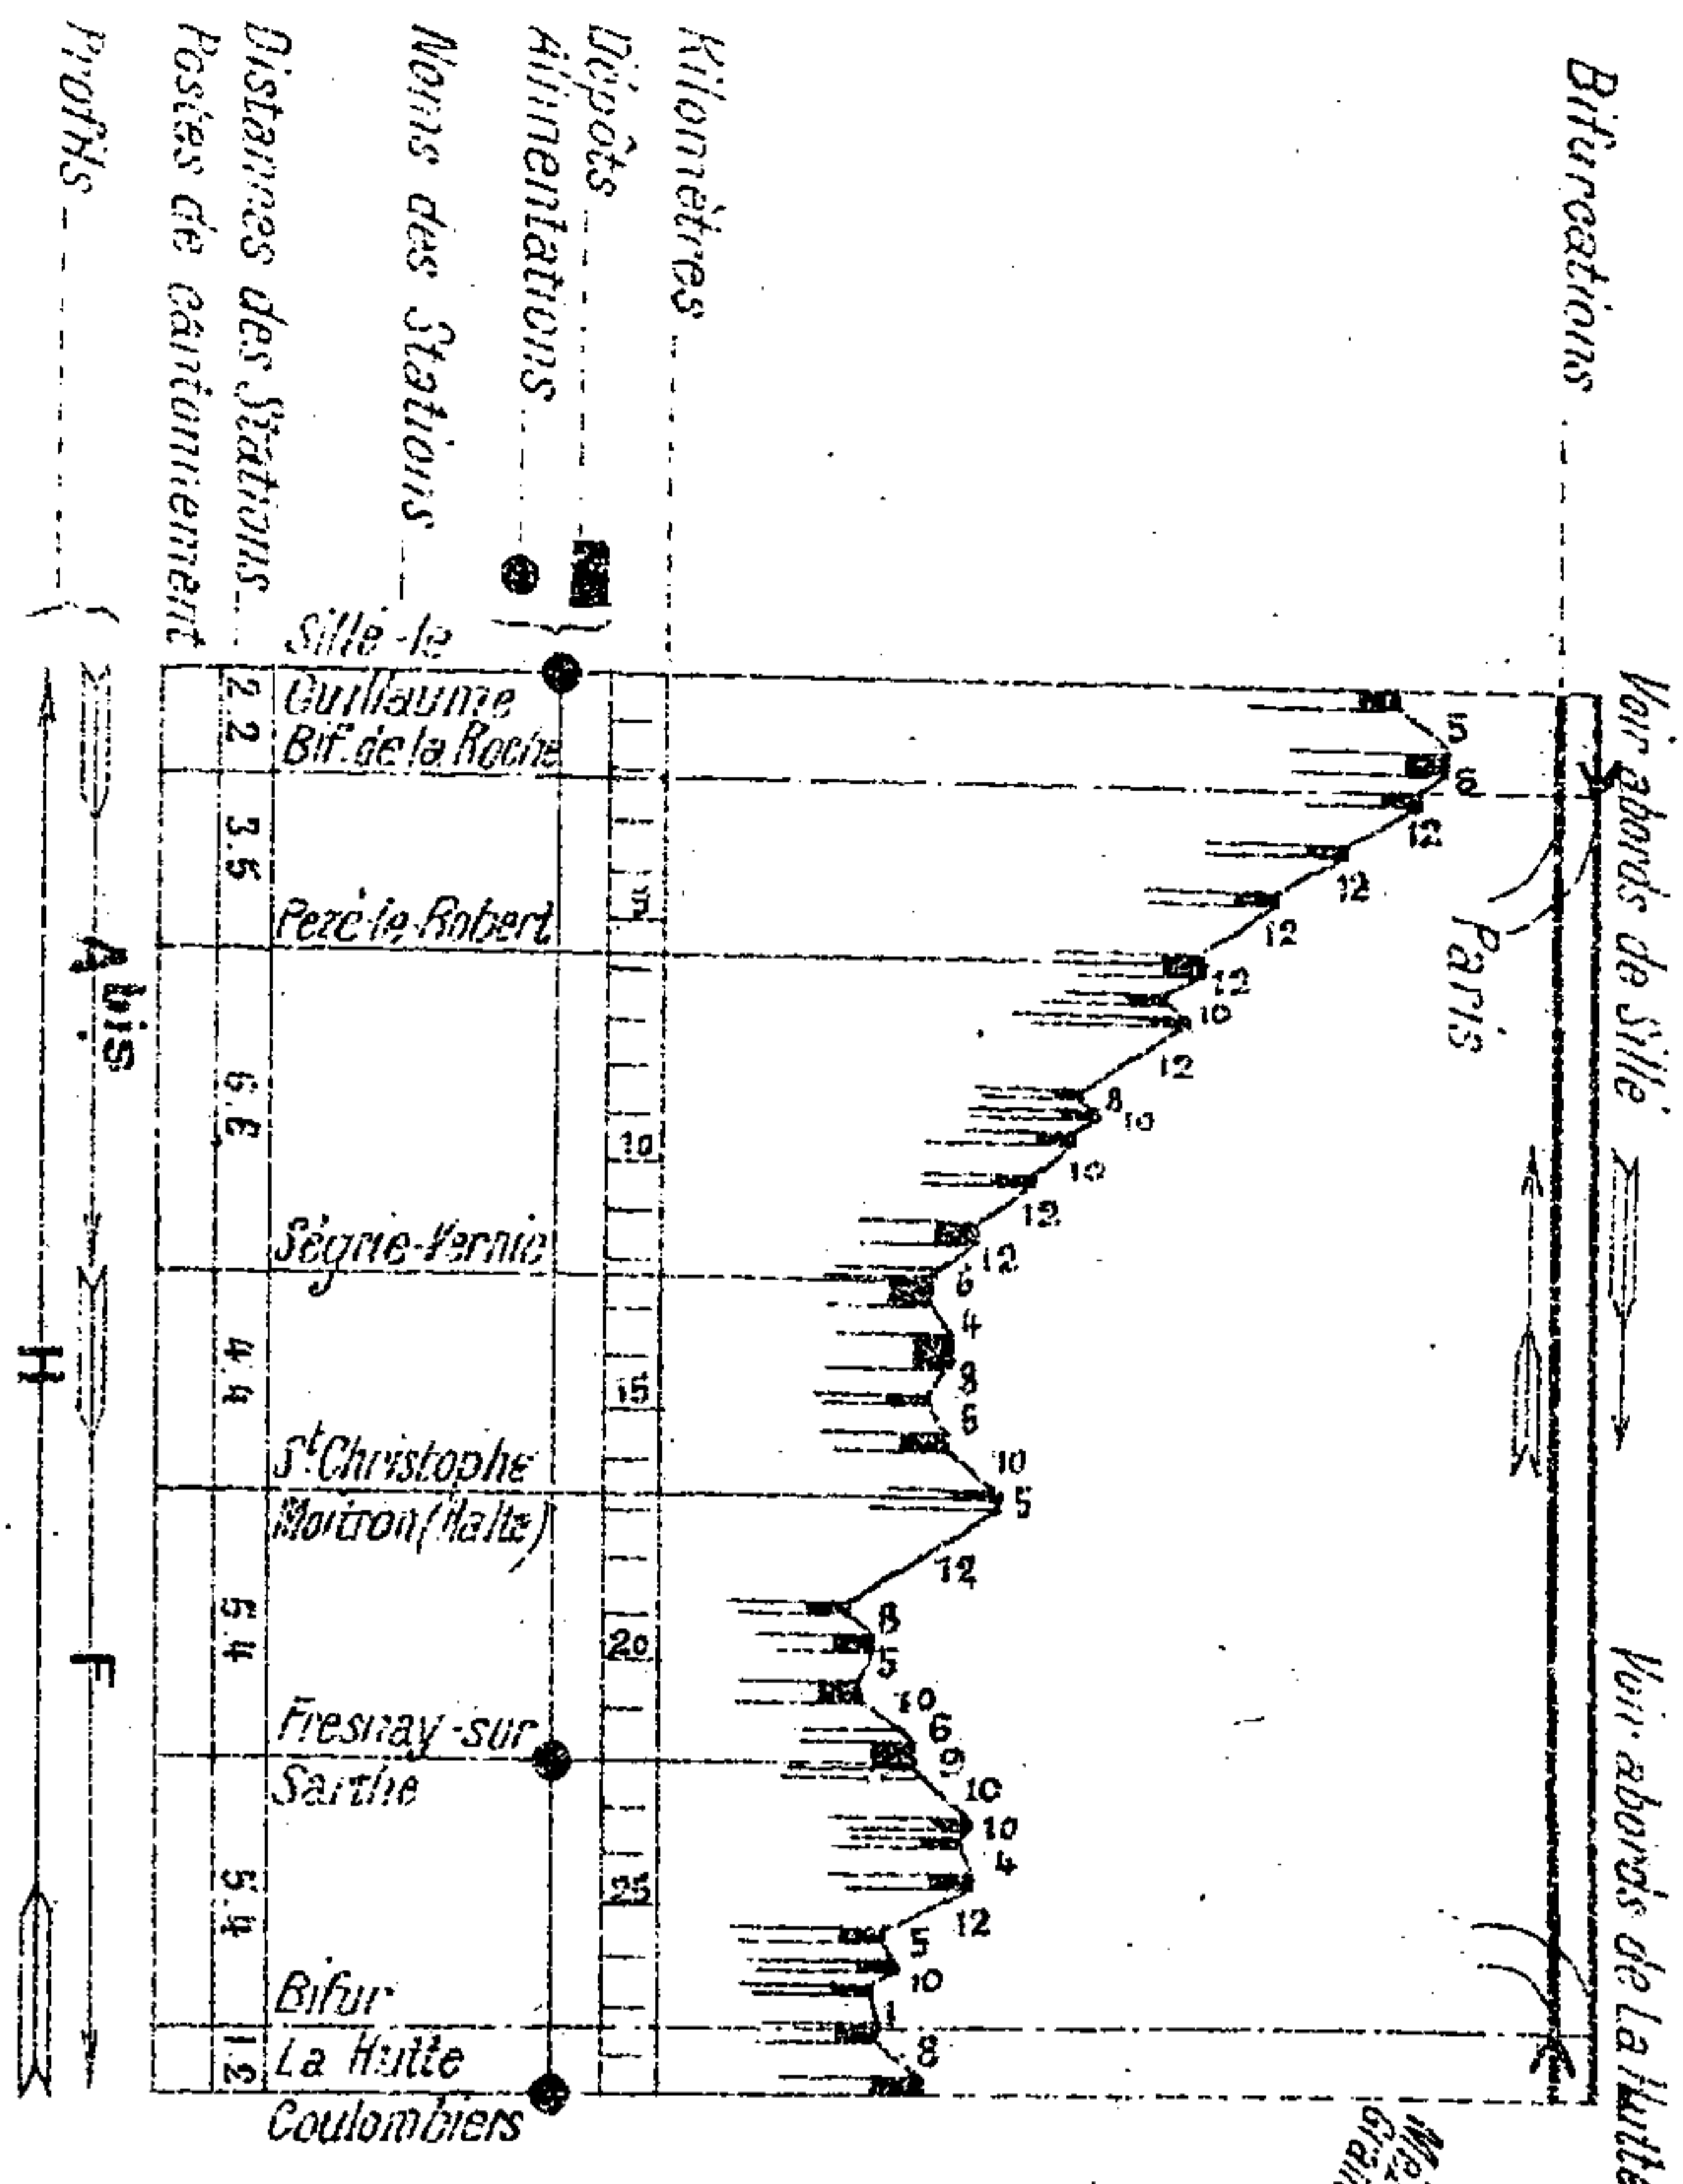 Bifurcations
Kilomètres
Dépôts
Alimentations
Noms des Stations
Distances des Stations
Postes de cantonnement
Profils
Voir abords de Sillé
Voir abords de La Hutte
Paris
5
6
12
12
12
12
10
12
8
10
10
12
12
6
4
6
10
5
12
8
5
10
6
9
10
10
4
12
5
10
1
8
5
10
15
20
25
Sillé-le
Guillaume
Bif. de la Roche
Pezé-le-Robert
Ségrie-Vernie
St Christophe
Moitron (Halte)
Fresnay-sur
Sarthe
Bifur
La Hutte
Coulombiers
2.2
3.5
6.6
4.4
5.4
5.4
1.2
A bis
F
H